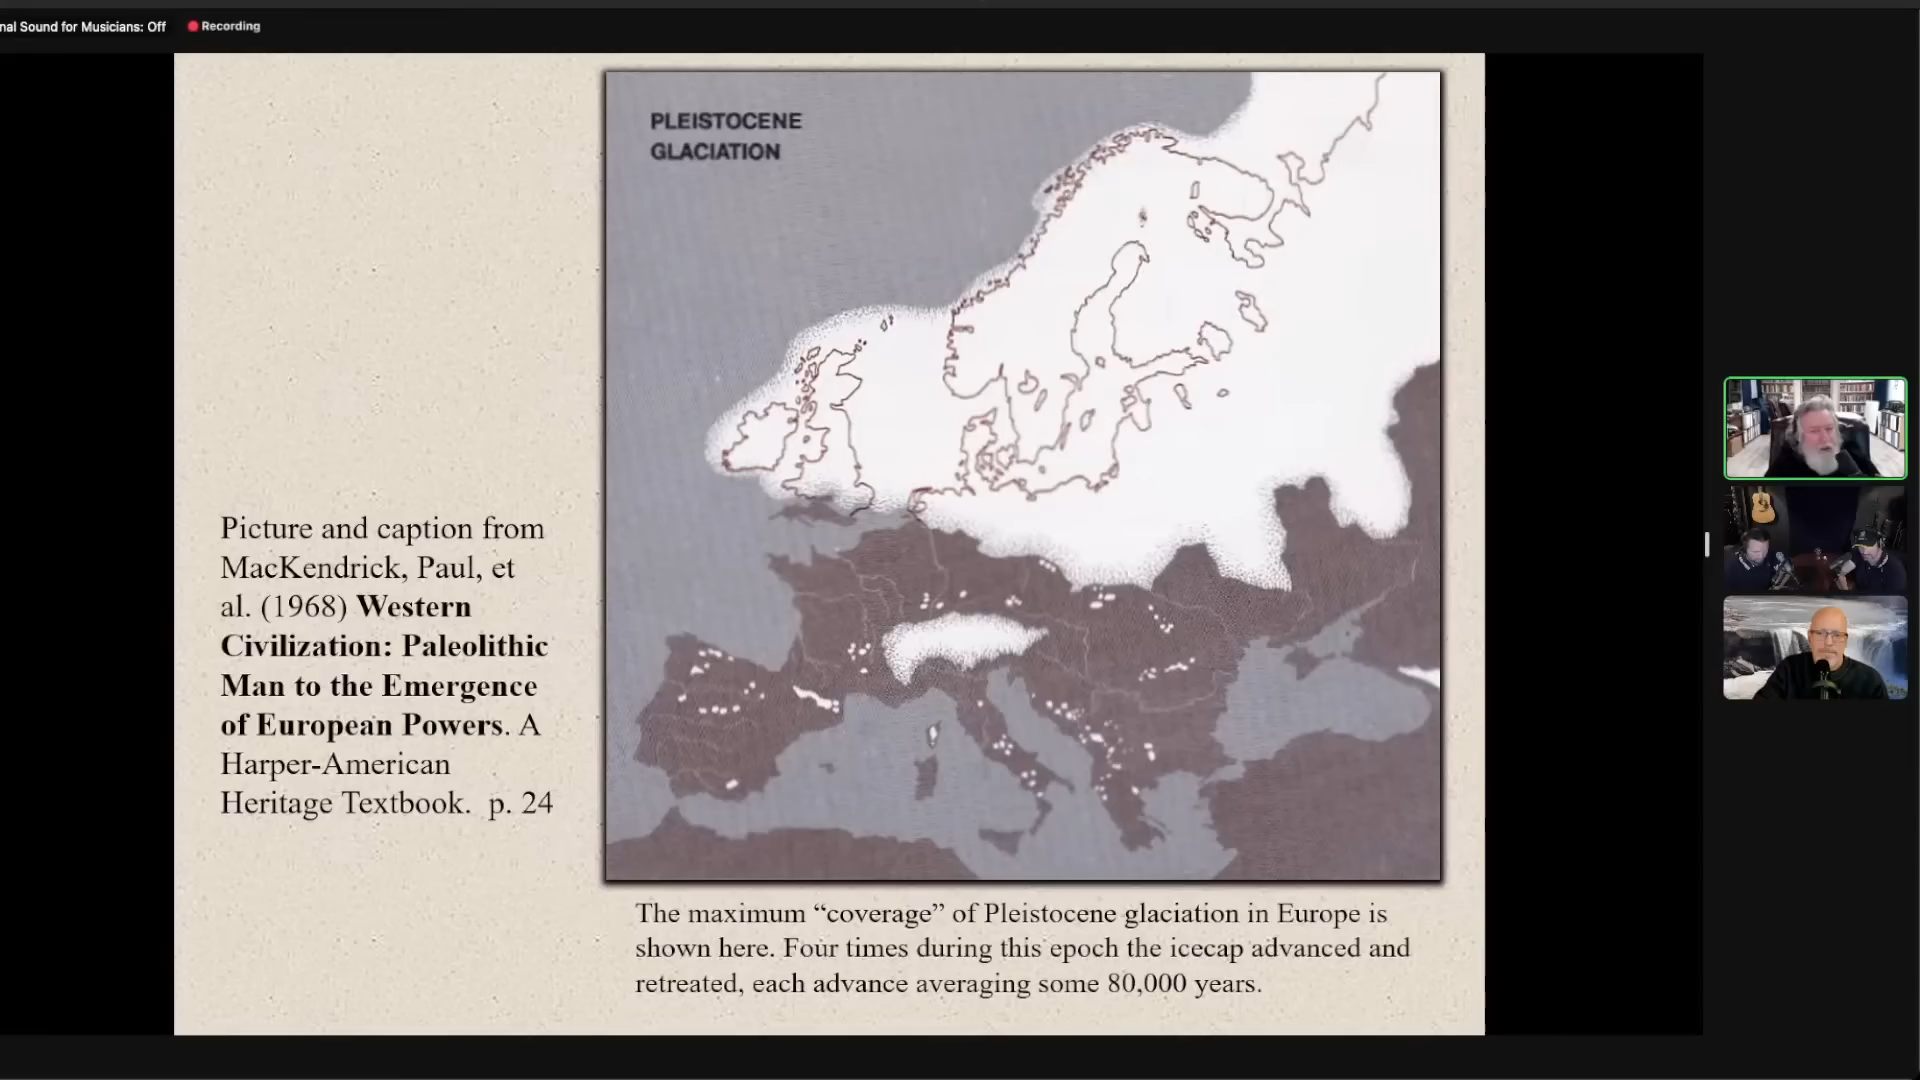 nal Sound for Musicians: Off
Recording
PLEISTOCENE
GLACIATION
Picture and caption from
MacKendrick, Paul, et
al. (1968) Western
Civilization: Paleolithic
Man to the Emergence
of European Powers. A
Harper-American
Heritage Textbook.  p. 24
The maximum “coverage” of Pleistocene glaciation in Europe is
shown here. Four times during this epoch the icecap advanced and
retreated, each advance averaging some 80,000 years.